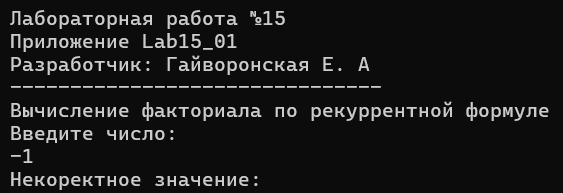 Лабораторная работа №15
Приложение Lab15_01
Разработчик: Гайворонская Е. А
-------------------------------
Вычисление факториала по рекуррентной формуле
Введите число:
-1
Некоректное значение: